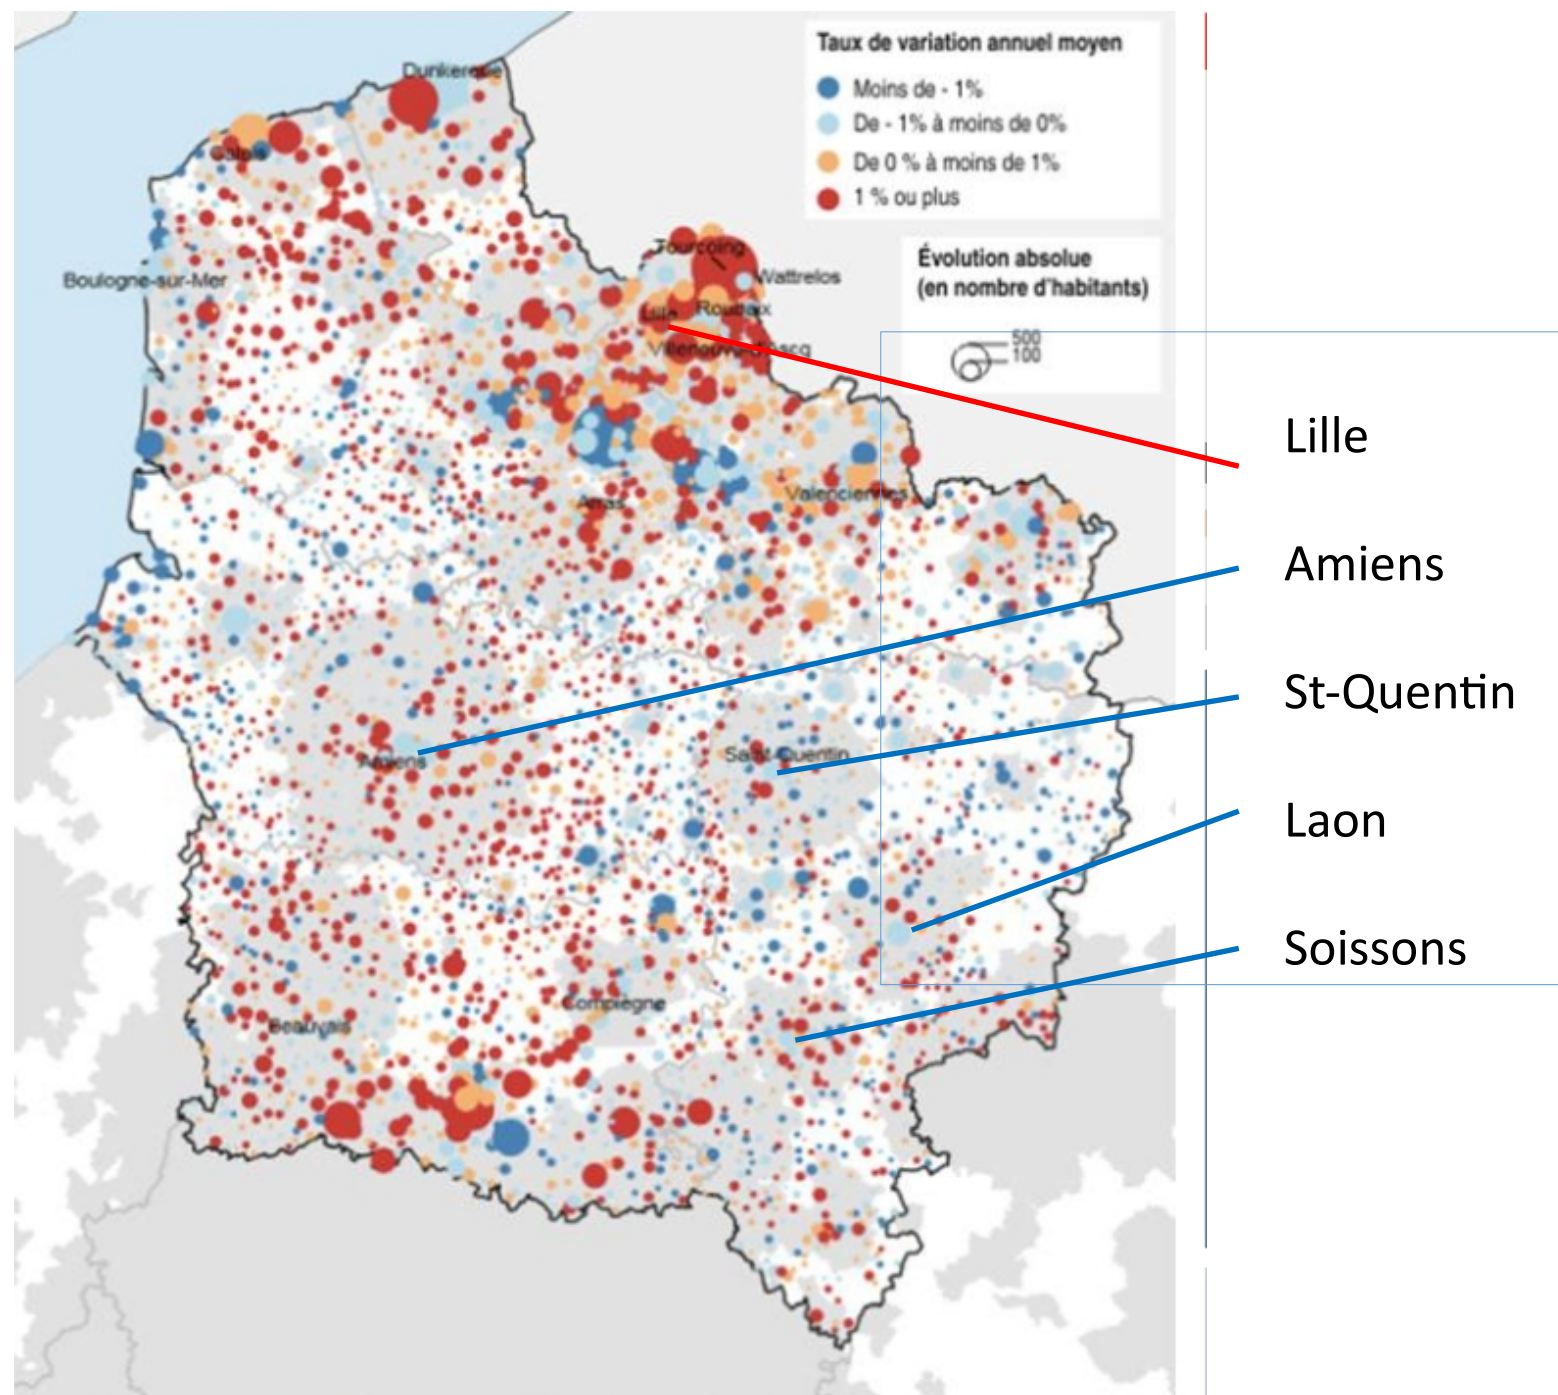 Taux de variation annuel moyen
Moins de - 1%
De - 1% à moins de 0%
De 0 % à moins de 1%
1 % ou plus
Évolution absolue
(en nombre d'habitants)
500
100
Dunkerque
Calais
Boulogne-sur-Mer
Tourcoing
Wattrelos
Lille
Roubaix
Villeneuve-d'Ascq
Valenciennes
Arras
Amiens
Saint-Quentin
Compiègne
Beauvais
Lille
Amiens
St-Quentin
Laon
Soissons